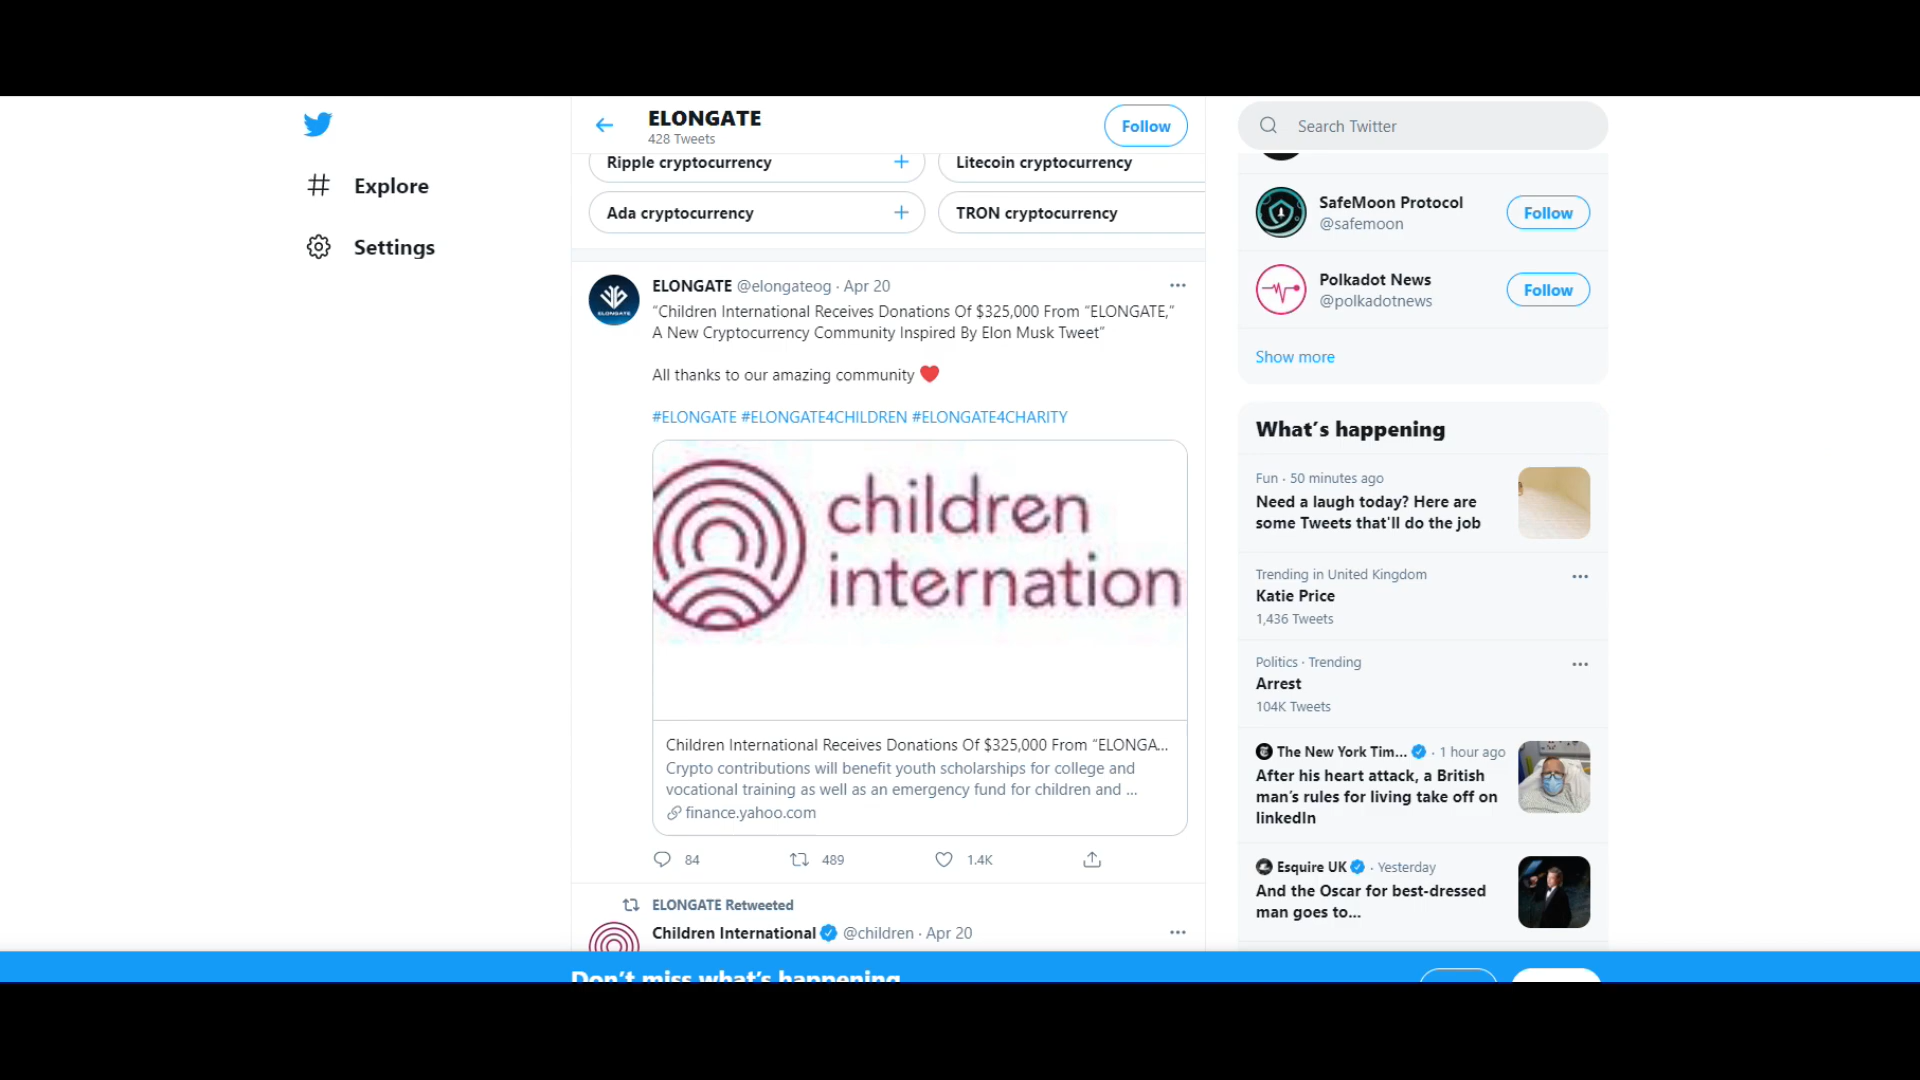 Explore
Settings
ELONGATE
428 Tweets
Follow
Ripple cryptocurrency
Litecoin cryptocurrency
Ada cryptocurrency
TRON cryptocurrency
ELONGATE @elongateog · Apr 20
“Children International Receives Donations Of $325,000 From “ELONGATE,”
A New Cryptocurrency Community Inspired By Elon Musk Tweet”
All thanks to our amazing community ❤️
#ELONGATE #ELONGATE4CHILDREN #ELONGATE4CHARITY
ELONGATE
children
internation
Children International Receives Donations Of $325,000 From “ELONGA...
Crypto contributions will benefit youth scholarships for college and
vocational training as well as an emergency fund for children and ...
finance.yahoo.com
84
489
1.4K
ELONGATE Retweeted
Children International @children · Apr 20
Search Twitter
SafeMoon Protocol
@safemoon
Follow
Polkadot News
@polkadotnews
Follow
Show more
What’s happening
Fun · 50 minutes ago
Need a laugh today? Here are
some Tweets that'll do the job
Trending in United Kingdom
Katie Price
1,436 Tweets
Politics · Trending
Arrest
104K Tweets
The New York Tim... · 1 hour ago
After his heart attack, a British
man’s rules for living take off on
linkedIn
Esquire UK · Yesterday
And the Oscar for best-dressed
man goes to...
Don’t miss what’s happening